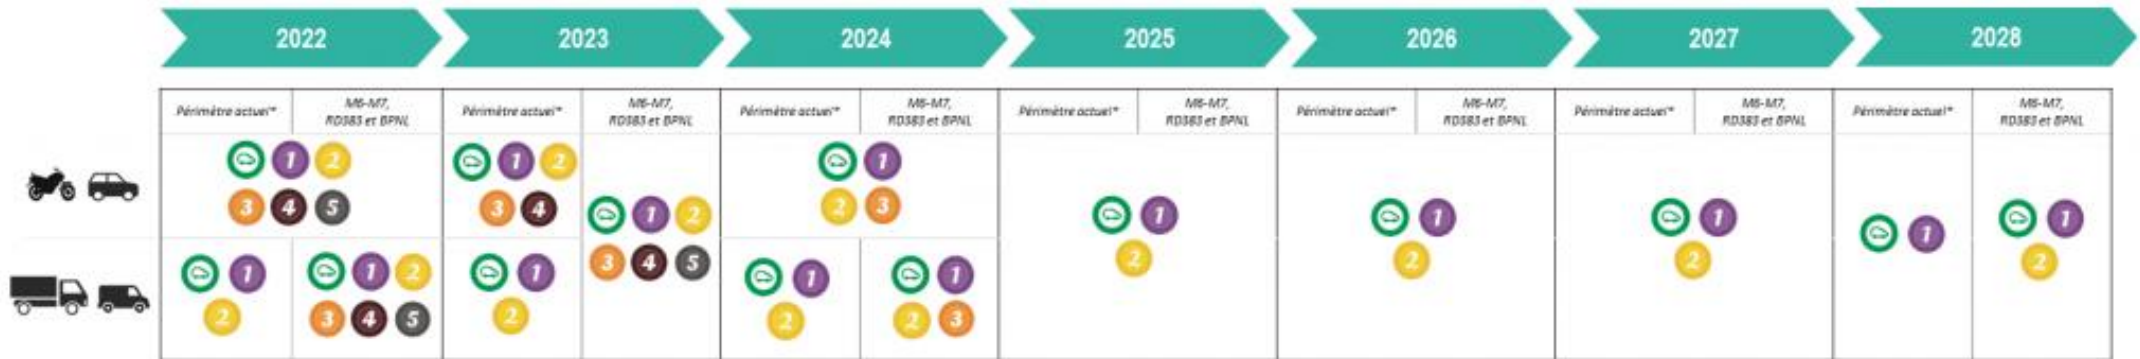 2022 2023 2024 2025 2026 2027 2028
Périmètre actuel* M6-M7, Périmètre actuel* M6-M7, Périmètre actuel* M6-M7, Périmètre actuel* M6-M7, Périmètre actuel* M6-M7, Périmètre actuel* M6-M7, Périmètre actuel* M6-M7,
RD383 et BPNL RD383 et BPNL RD383 et BPNL RD383 et BPNL RD383 et BPNL RD383 et BPNL RD383 et BPNL
1 2 1 2 1
3 4 5 3 4 2 3
1 2
3 4 5
1 1 1 1 1
2 2 2 2
1 1 2 1 1 1
2 3 4 5 2 2 2 3